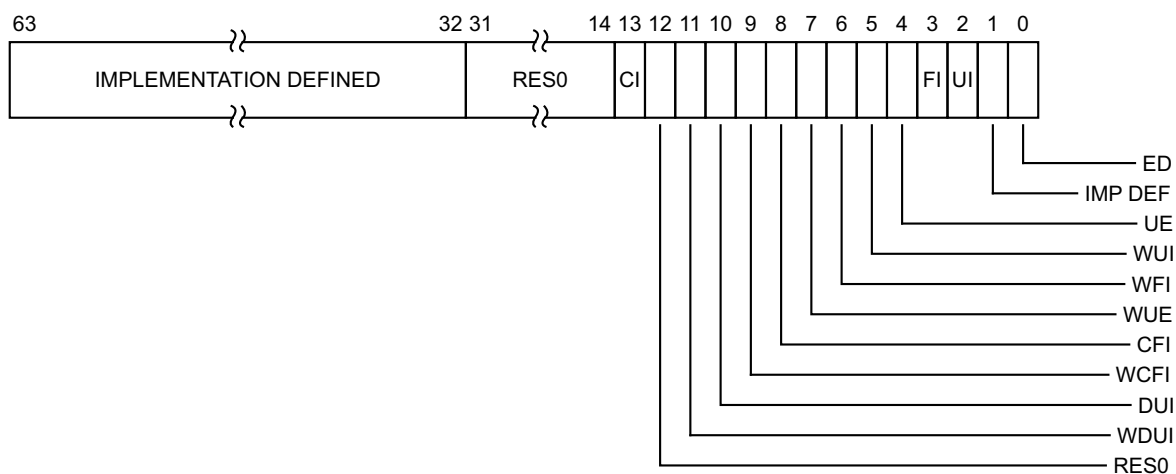 63 32 31 14 13 12 11 10 9 8 7 6 5 4 3 2 1 0
IMPLEMENTATION DEFINED RES0 CI FI UI
ED
IMP DEF
UE
WUI
WFI
WUE
CFI
WCFI
DUI
WDUI
RES0